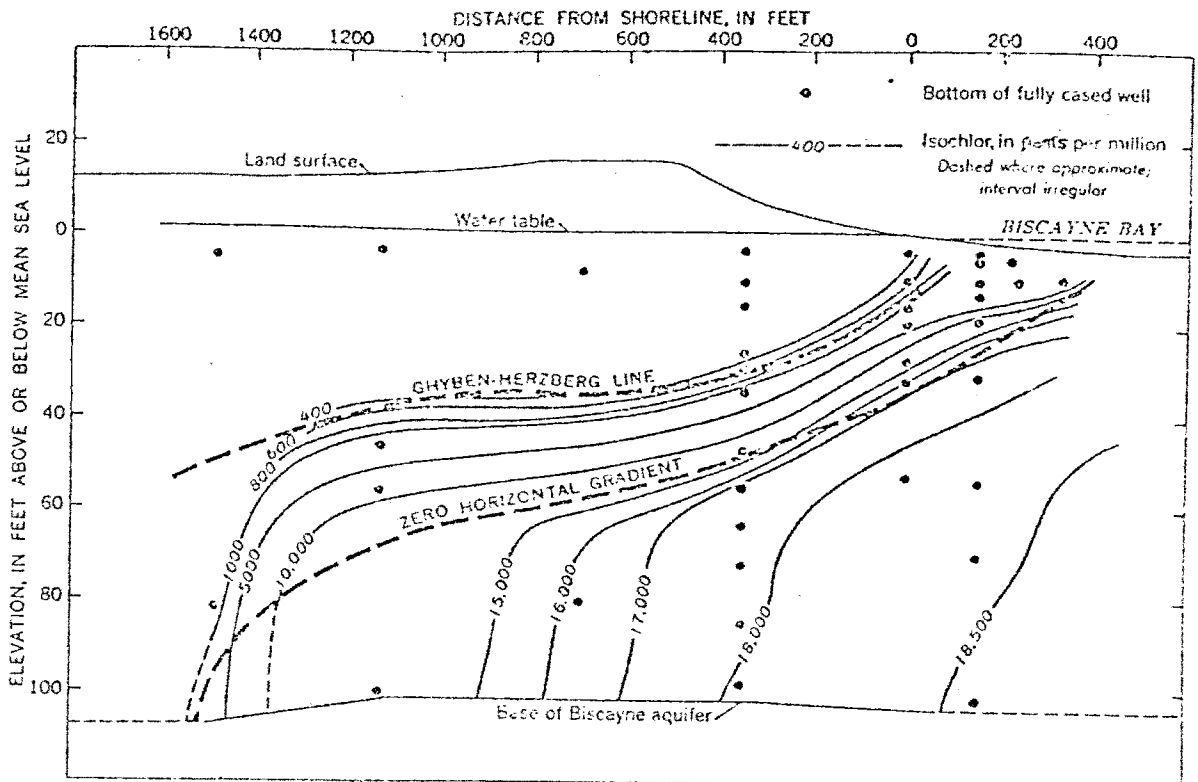 DISTANCE FROM SHORELINE, IN FEET
1600 1400 1200 1000 800 600 400 200 0 200 400
Bottom of fully cased well
400
Isochlor, in parts per million
Dashed where approximate;
interval irregular
ELEVATION, IN FEET ABOVE OR BELOW MEAN SEA LEVEL
20
0
20
40
60
80
100
Land surface
Water table
BISCAYNE BAY
GHYBEN-HERZBERG LINE
400
600
800
ZERO HORIZONTAL GRADIENT
1000
5000
10,000
15,000
16,000
17,000
18,000
18,500
Base of Biscayne aquifer